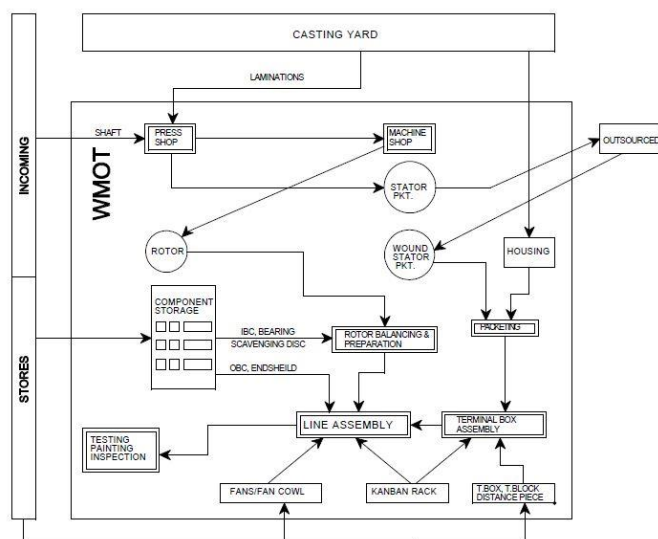 CASTING YARD
LAMINATIONS
INCOMING
SHAFT
PRESS
SHOP
MACHINE
SHOP
OUTSOURCED
WMOT
STATOR
PKT.
ROTOR
WOUND
STATOR
PKT.
HOUSING
COMPONENT
STORAGE
IBC, BEARING
SCAVENGING DISC
ROTOR BALANCING &
PREPARATION
PACKETING
STORES
OBC, ENDSHEILD
LINE ASSEMBLY
TERMINAL BOX
ASSEMBLY
TESTING
PAINTING
INSPECTION
FANS/FAN COWL
KANBAN RACK
T.BOX, T.BLOCK
DISTANCE PIECE